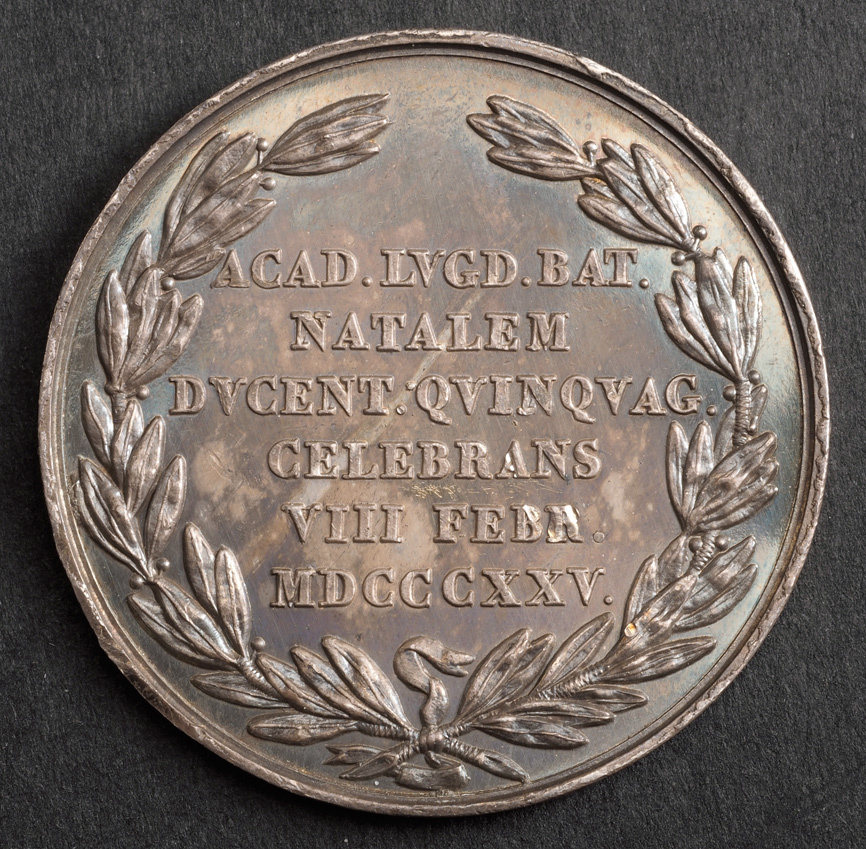 ACAD. LVGD. BAT.
NATALEM
DVCENT. QVINQVAG.
CELEBRANS
VIII FEBR.
MDCCCXXV.